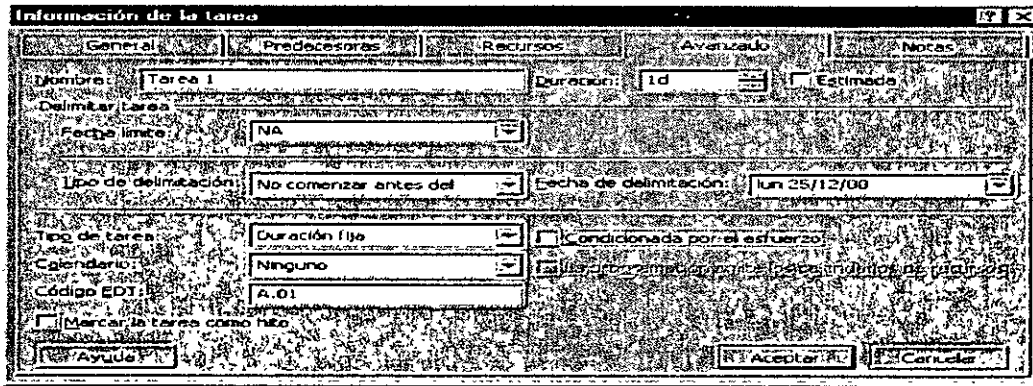 Información de la tarea
General Predecesoras Recursos Avanzado Notas
Nombre: Tarea 1 Duración: 1d Estimada
Delimitar tarea
Fecha límite: NA
Tipo de delimitación: No comenzar antes del Fecha de delimitación: lun 25/12/00
Tipo de tarea: Duración fija Condicionada por el esfuerzo
Calendario: Ninguno
Código EDT: A.01
Marcar la tarea como hito
Ayuda Aceptar Cancelar